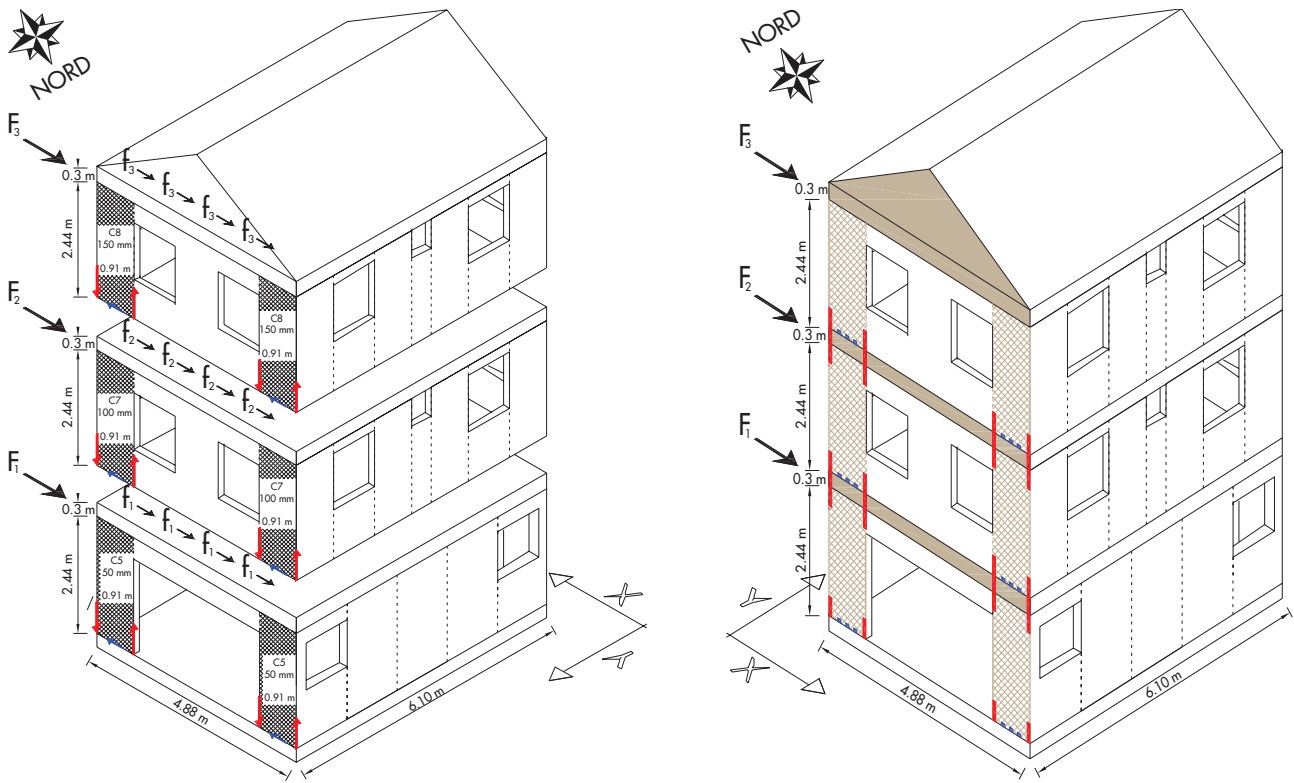 NORD
F₃
0.3 m
f₃
f₃
f₃
f₃
2.44 m
C8
150 mm
0.91 m
C8
150 mm
0.91 m
F₂
0.3 m
f₂
f₂
f₂
f₂
2.44 m
C7
100 mm
0.91 m
C7
100 mm
0.91 m
F₁
0.3 m
f₁
f₁
f₁
f₁
2.44 m
C5
50 mm
0.91 m
C5
50 mm
0.91 m
X
Y
4.88 m
6.10 m
NORD
F₃
0.3 m
2.44 m
F₂
0.3 m
2.44 m
F₁
0.3 m
2.44 m
Y
X
4.88 m
6.10 m